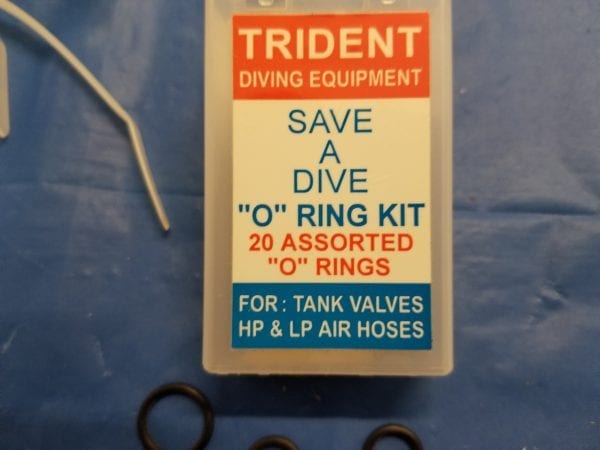 TRIDENT
DIVING EQUIPMENT
SAVE
A
DIVE
"O" RING KIT
20 ASSORTED
"O" RINGS
FOR: TANK VALVES
HP & LP AIR HOSES